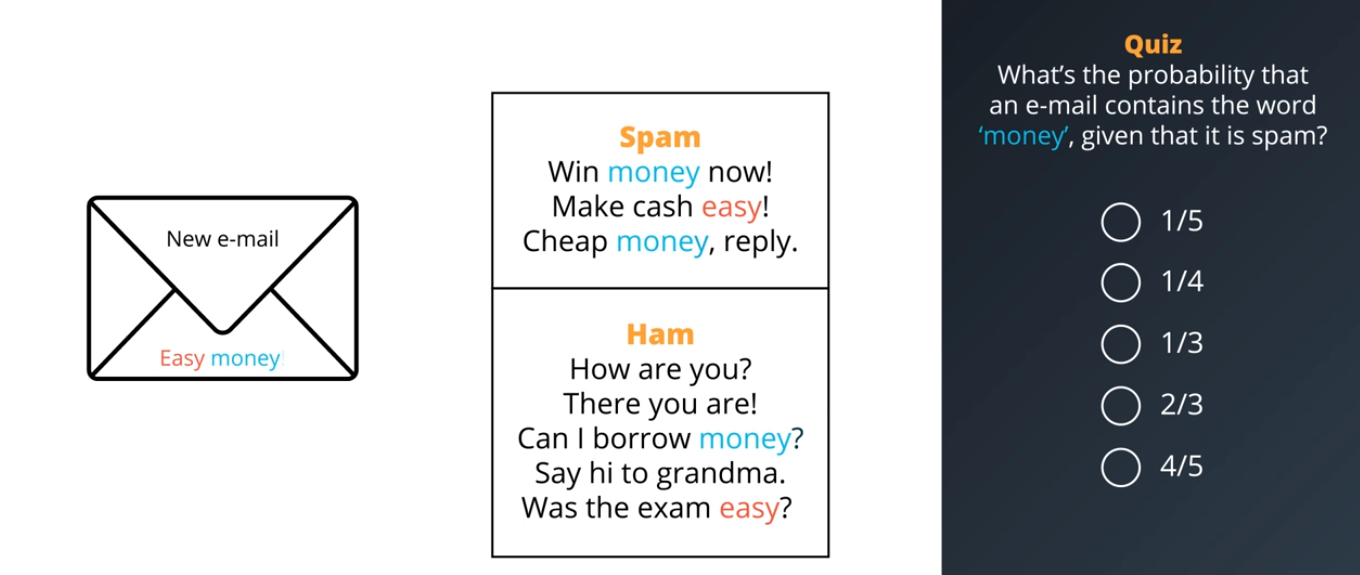 New e-mail
Easy money!
Spam
Win money now!
Make cash easy!
Cheap money, reply.
Ham
How are you?
There you are!
Can I borrow money?
Say hi to grandma.
Was the exam easy?
Quiz
What’s the probability that
an e-mail contains the word
‘money’, given that it is spam?
1/5
1/4
1/3
2/3
4/5